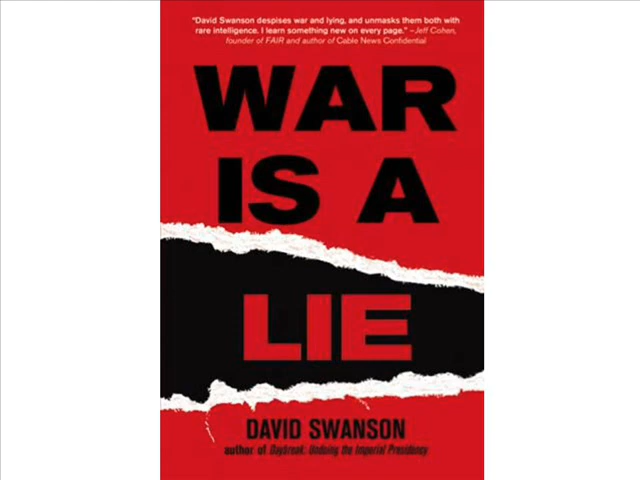 "David Swanson despises war and lying, and unmasks them both with
rare intelligence. I learn something new on every page." –Jeff Cohen,
founder of FAIR and author of Cable News Confidential
WAR
IS A
LIE
DAVID SWANSON
author of Daybreak: Undoing the Imperial Presidency